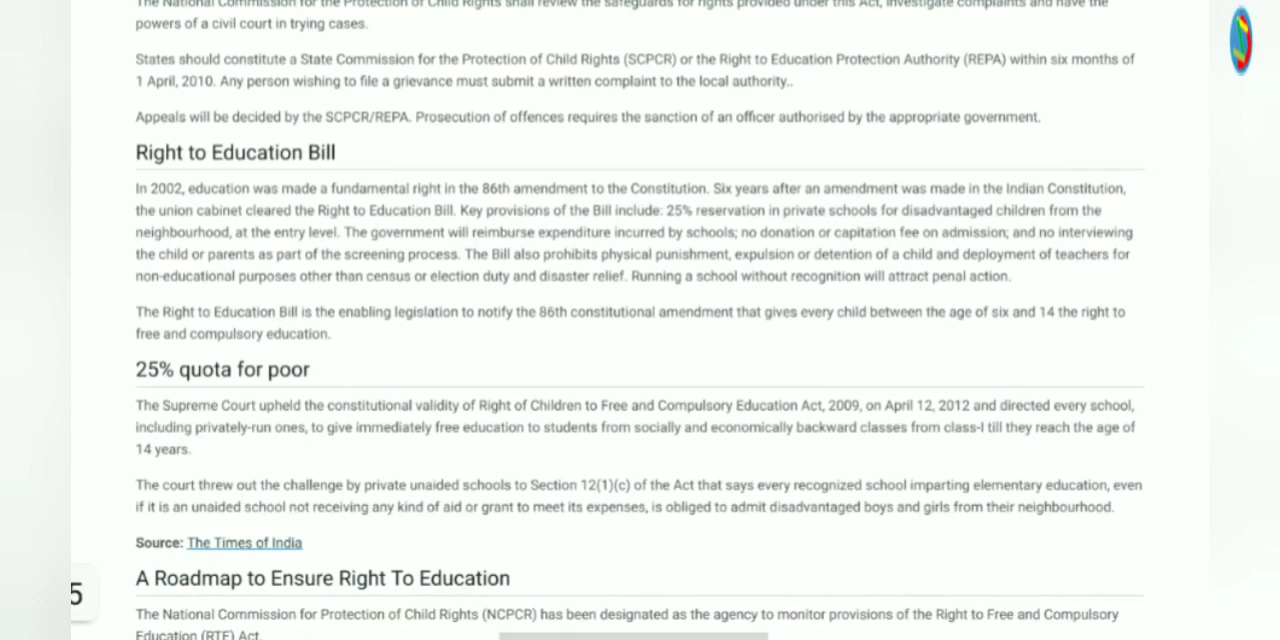 The National Commission for the Protection of Child Rights shall review the safeguards for rights provided under this Act, investigate complaints and have the
powers of a civil court in trying cases.
States should constitute a State Commission for the Protection of Child Rights (SCPCR) or the Right to Education Protection Authority (REPA) within six months of
1 April, 2010. Any person wishing to file a grievance must submit a written complaint to the local authority..
Appeals will be decided by the SCPCR/REPA. Prosecution of offences requires the sanction of an officer authorised by the appropriate government.
Right to Education Bill
In 2002, education was made a fundamental right in the 86th amendment to the Constitution. Six years after an amendment was made in the Indian Constitution,
the union cabinet cleared the Right to Education Bill. Key provisions of the Bill include: 25% reservation in private schools for disadvantaged children from the
neighbourhood, at the entry level. The government will reimburse expenditure incurred by schools; no donation or capitation fee on admission; and no interviewing
the child or parents as part of the screening process. The Bill also prohibits physical punishment, expulsion or detention of a child and deployment of teachers for
non-educational purposes other than census or election duty and disaster relief. Running a school without recognition will attract penal action.
The Right to Education Bill is the enabling legislation to notify the 86th constitutional amendment that gives every child between the age of six and 14 the right to
free and compulsory education.
25% quota for poor
The Supreme Court upheld the constitutional validity of Right of Children to Free and Compulsory Education Act, 2009, on April 12, 2012 and directed every school,
including privately-run ones, to give immediately free education to students from socially and economically backward classes from class-I till they reach the age of
14 years.
The court threw out the challenge by private unaided schools to Section 12(1)(c) of the Act that says every recognized school imparting elementary education, even
if it is an unaided school not receiving any kind of aid or grant to meet its expenses, is obliged to admit disadvantaged boys and girls from their neighbourhood.
Source: The Times of India
A Roadmap to Ensure Right To Education
5
The National Commission for Protection of Child Rights (NCPCR) has been designated as the agency to monitor provisions of the Right to Free and Compulsory
Education (RTE) Act.